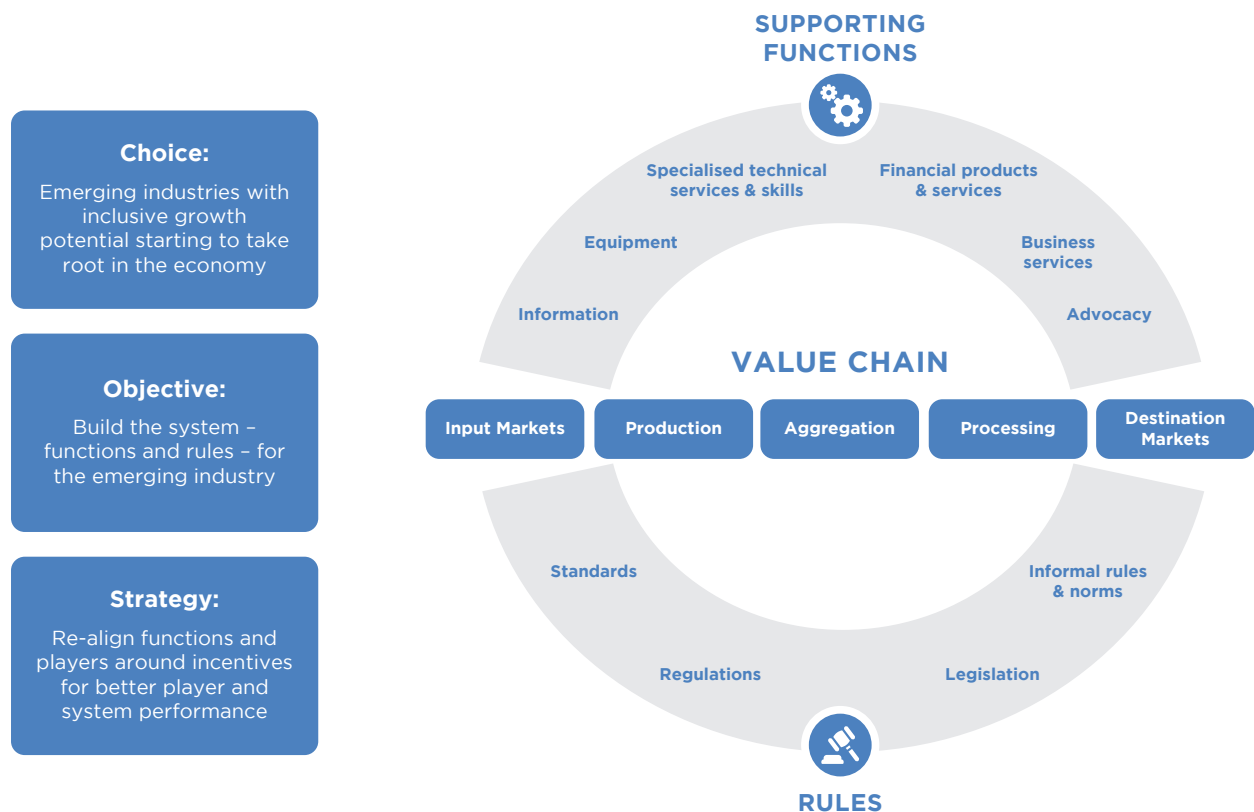 Choice:
Emerging industries with
inclusive growth
potential starting to take
root in the economy
Objective:
Build the system –
functions and rules – for
the emerging industry
Strategy:
Re-align functions and
players around incentives
for better player and
system performance
SUPPORTING
FUNCTIONS
Specialised technical
services & skills
Financial products
& services
Equipment
Business
services
Information
Advocacy
VALUE CHAIN
Input Markets
Production
Aggregation
Processing
Destination
Markets
Standards
Informal rules
& norms
Regulations
Legislation
RULES